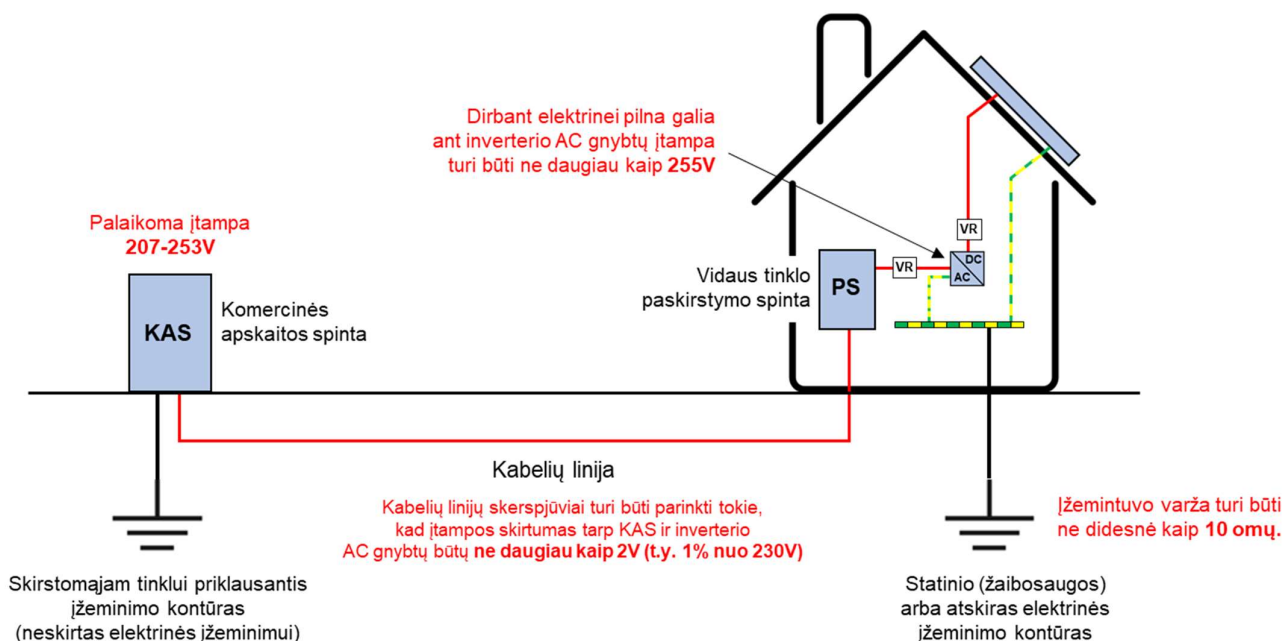 Dirbant elektrinei pilna galia
ant inverterio AC gnybtų įtampa
turi būti ne daugiau kaip 255V
Palaikoma įtampa
207-253V
KAS
Komercinės
apskaitos spinta
Vidaus tinklo
paskirstymo spinta
PS
VR
VR
DC
AC
Kabelių linija
Kabelių linijų skerspjūviai turi būti parinkti tokie,
kad įtampos skirtumas tarp KAS ir inverterio
AC gnybtų būtų ne daugiau kaip 2V (t.y. 1% nuo 230V)
Įžemintuvo varža turi būti
ne didesnė kaip 10 omų.
Skirstomąjam tinklui priklausantis
įžeminimo kontūras
(neskirtas elektrinės įžeminimui)
Statinio (žaibosaugos)
arba atskiras elektrinės
įžeminimo kontūras